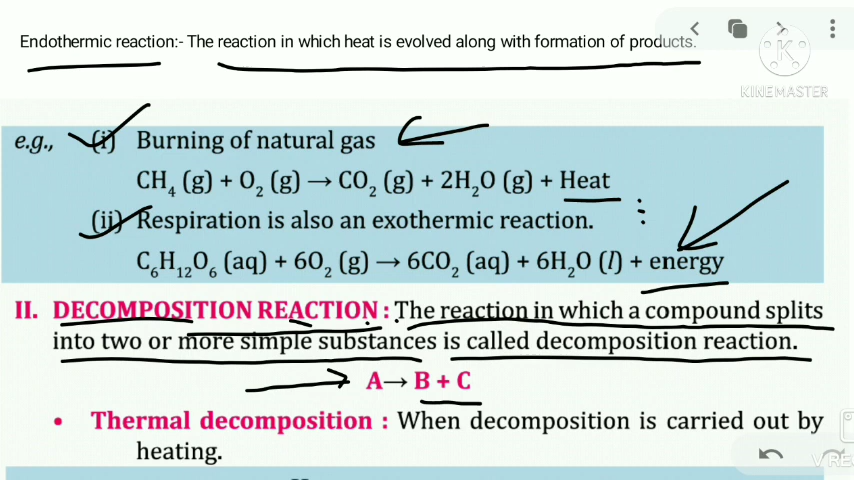 Endothermic reaction:- The reaction in which heat is evolved along with formation of products.
KINEMASTER
e.g., (i) Burning of natural gas
CH₄ (g) + O₂ (g) → CO₂ (g) + 2H₂O (g) + Heat
(ii) Respiration is also an exothermic reaction.
C₆H₁₂O₆ (aq) + 6O₂ (g) → 6CO₂ (aq) + 6H₂O (l) + energy
II. DECOMPOSITION REACTION : The reaction in which a compound splits
into two or more simple substances is called decomposition reaction.
A→ B + C
• Thermal decomposition : When decomposition is carried out by
heating.